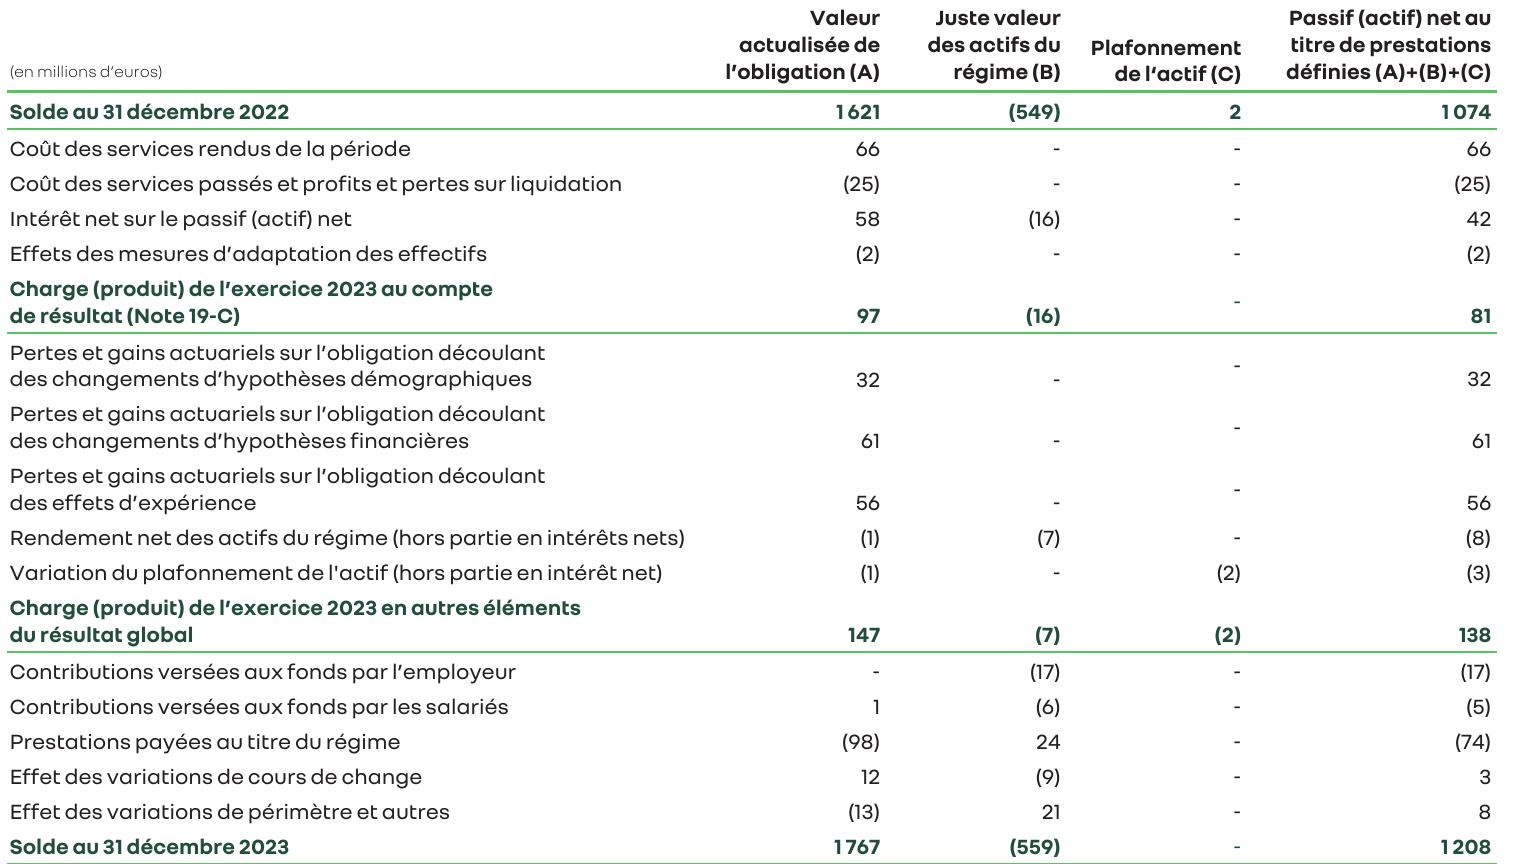 (en millions d’euros) Valeur actualisée de l’obligation (A) Juste valeur des actifs du régime (B) Plafonnement de l’actif (C) Passif (actif) net au titre de prestations définies (A)+(B)+(C)
Solde au 31 décembre 2022 1 621 (549) 2 1 074
Coût des services rendus de la période 66 - - 66
Coût des services passés et profits et pertes sur liquidation (25) - - (25)
Intérêt net sur le passif (actif) net 58 (16) - 42
Effets des mesures d’adaptation des effectifs (2) - - (2)
Charge (produit) de l’exercice 2023 au compte
de résultat (Note 19-C) 97 (16) - 81
Pertes et gains actuariels sur l’obligation découlant
des changements d’hypothèses démographiques 32 - - 32
Pertes et gains actuariels sur l’obligation découlant
des changements d’hypothèses financières 61 - - 61
Pertes et gains actuariels sur l’obligation découlant
des effets d’expérience 56 - - 56
Rendement net des actifs du régime (hors partie en intérêts nets) (1) (7) - (8)
Variation du plafonnement de l'actif (hors partie en intérêt net) (1) - (2) (3)
Charge (produit) de l’exercice 2023 en autres éléments
du résultat global 147 (7) (2) 138
Contributions versées aux fonds par l’employeur - (17) - (17)
Contributions versées aux fonds par les salariés 1 (6) - (5)
Prestations payées au titre du régime (98) 24 - (74)
Effet des variations de cours de change 12 (9) - 3
Effet des variations de périmètre et autres (13) 21 - 8
Solde au 31 décembre 2023 1 767 (559) - 1 208